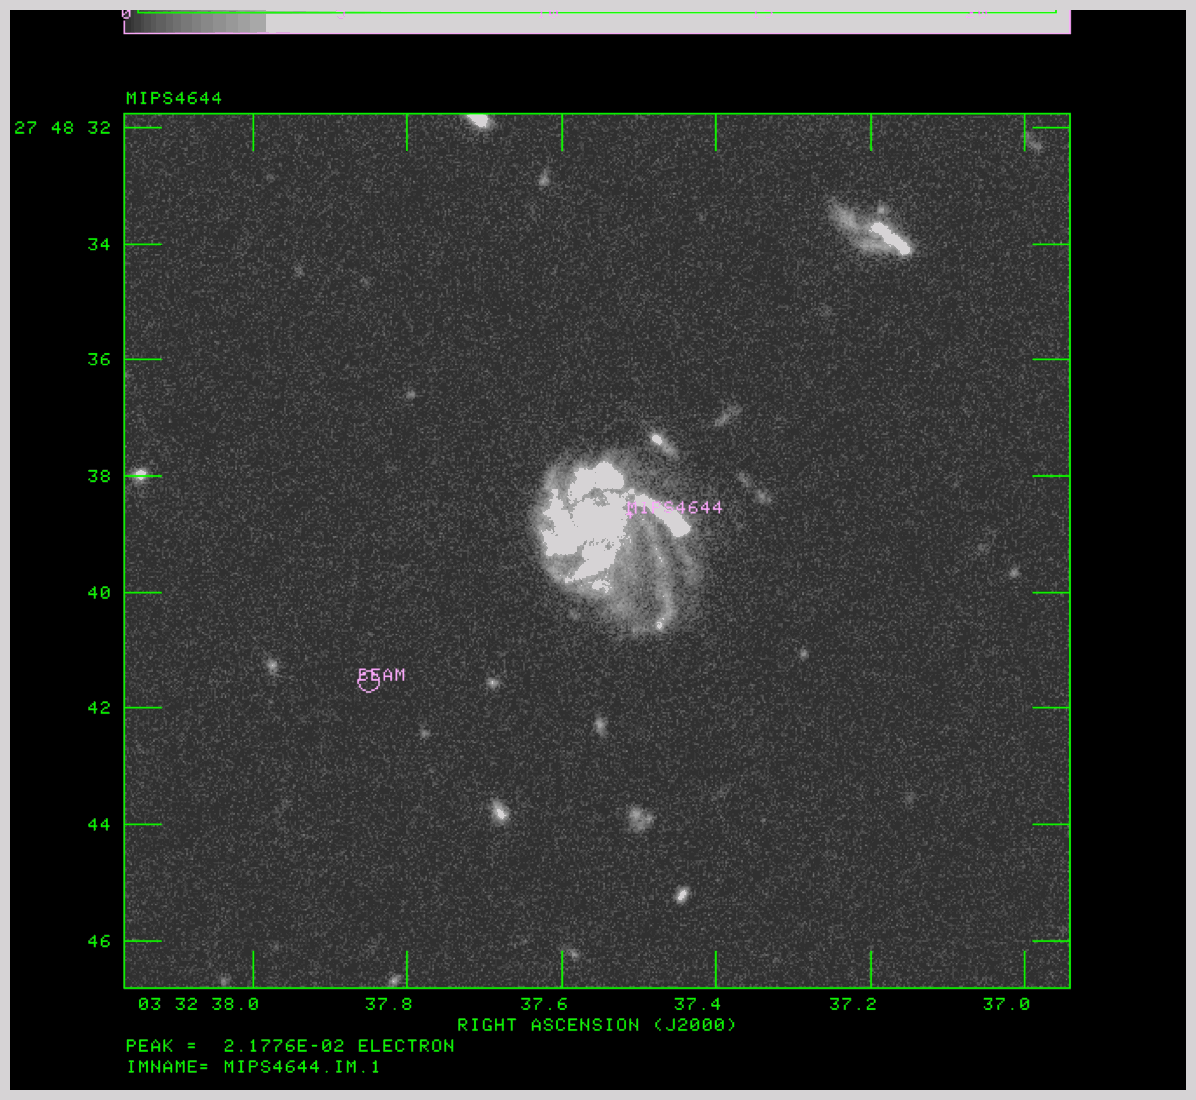 0
MIPS4644
27 48 32
34
36
38
MIPS4644
40
BEAM
42
44
46
03 32 38.0 37.8 37.6 37.4 37.2 37.0
RIGHT ASCENSION (J2000)
PEAK = 2.1776E-02 ELECTRON
IMNAME= MIPS4644.IM.1